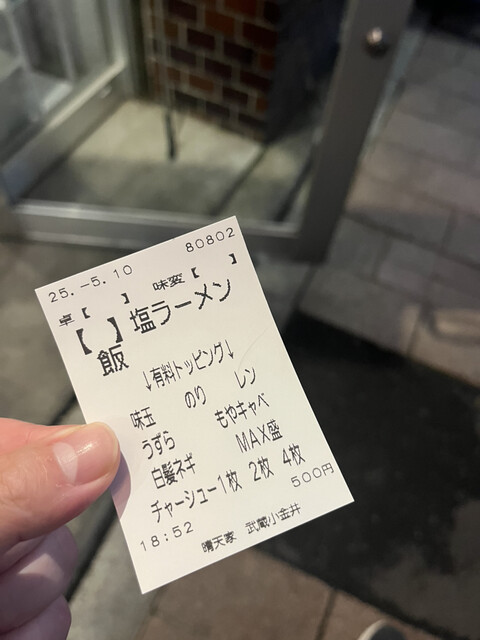 25.-5.10 80802
卓【 】 味変【 】
【 】塩ラーメン
飯
↓有料トッピング↓
味玉 のり レン
うずら もやキャベ
白髪ネギ MAX盛
チャーシュー1枚 2枚 4枚
500円
18:52 晴天家 武蔵小金井